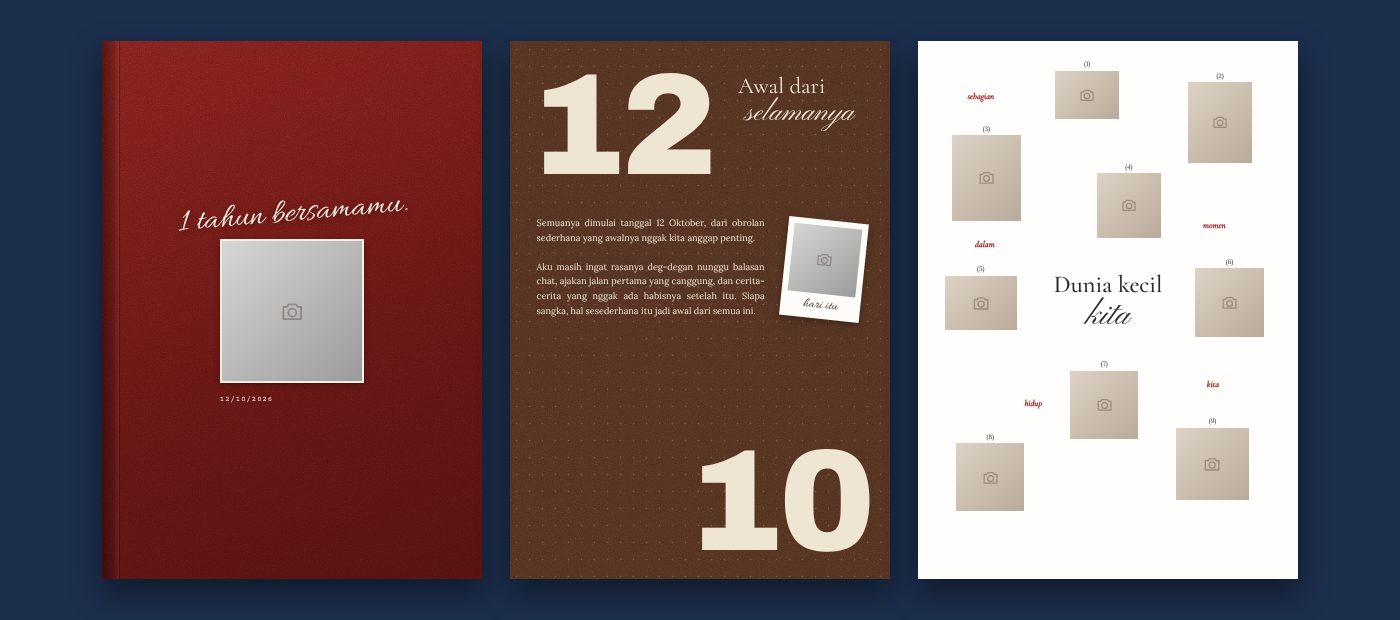 1 tahun bersamamu.
12/10/2026
12
Awal dari
selamanya
Semuanya dimulai tanggal 12 Oktober, dari obrolan
sederhana yang awalnya nggak kita anggap penting.
Aku masih ingat rasanya deg-degan nunggu balasan
chat, ajakan jalan pertama yang canggung, dan cerita-
cerita yang nggak ada habisnya setelah itu. Siapa
sangka, hal sesederhana itu jadi awal dari semua ini.
hari itu
10
(1)
(2)
sebagian
(3)
(4)
momen
dalam
(5)
(6)
Dunia kecil
kita
(7)
kita
hidup
(8)
(9)